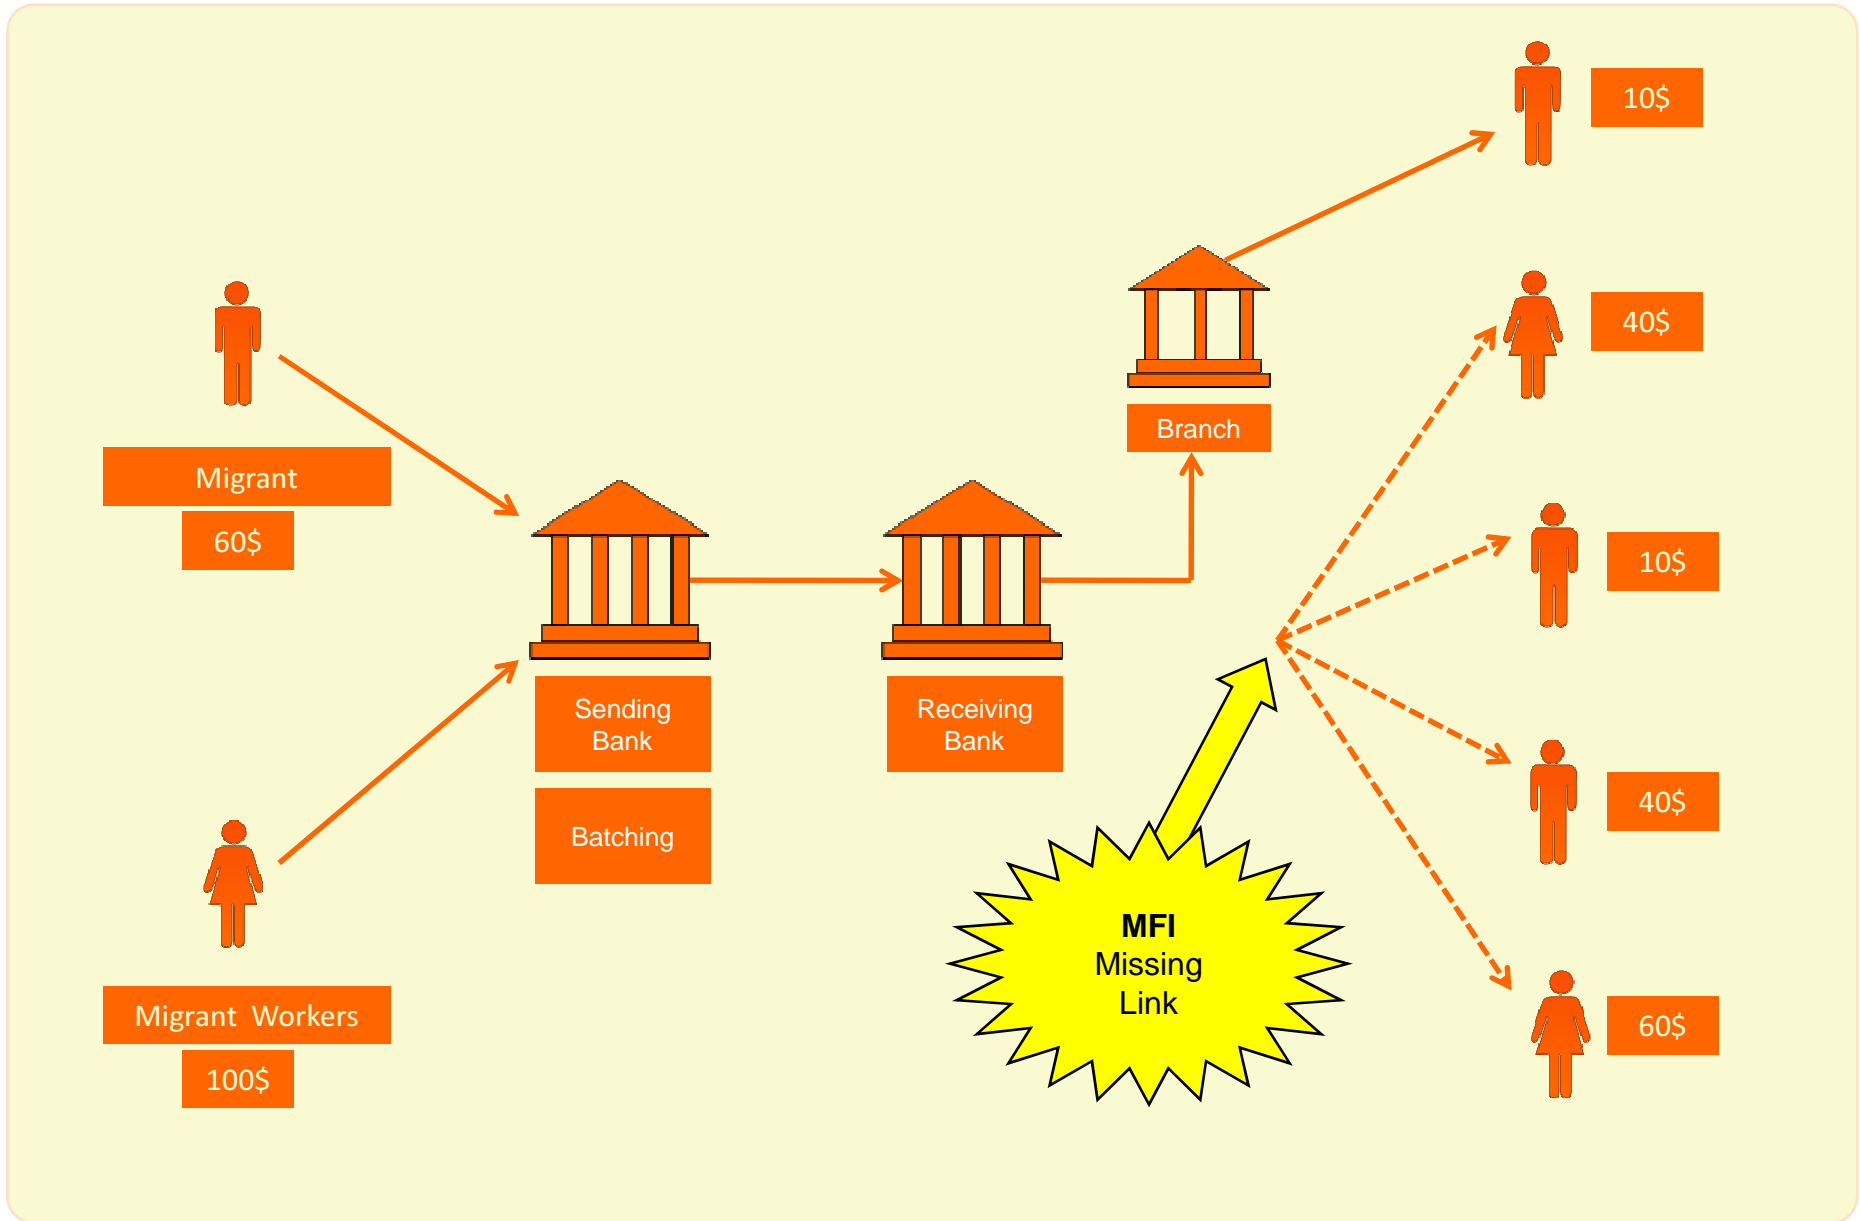 10$
40$
Branch
Migrant
60$
10$
Sending
Bank
Receiving
Bank
40$
Batching
MFI
Missing
Link
Migrant  Workers
100$
60$